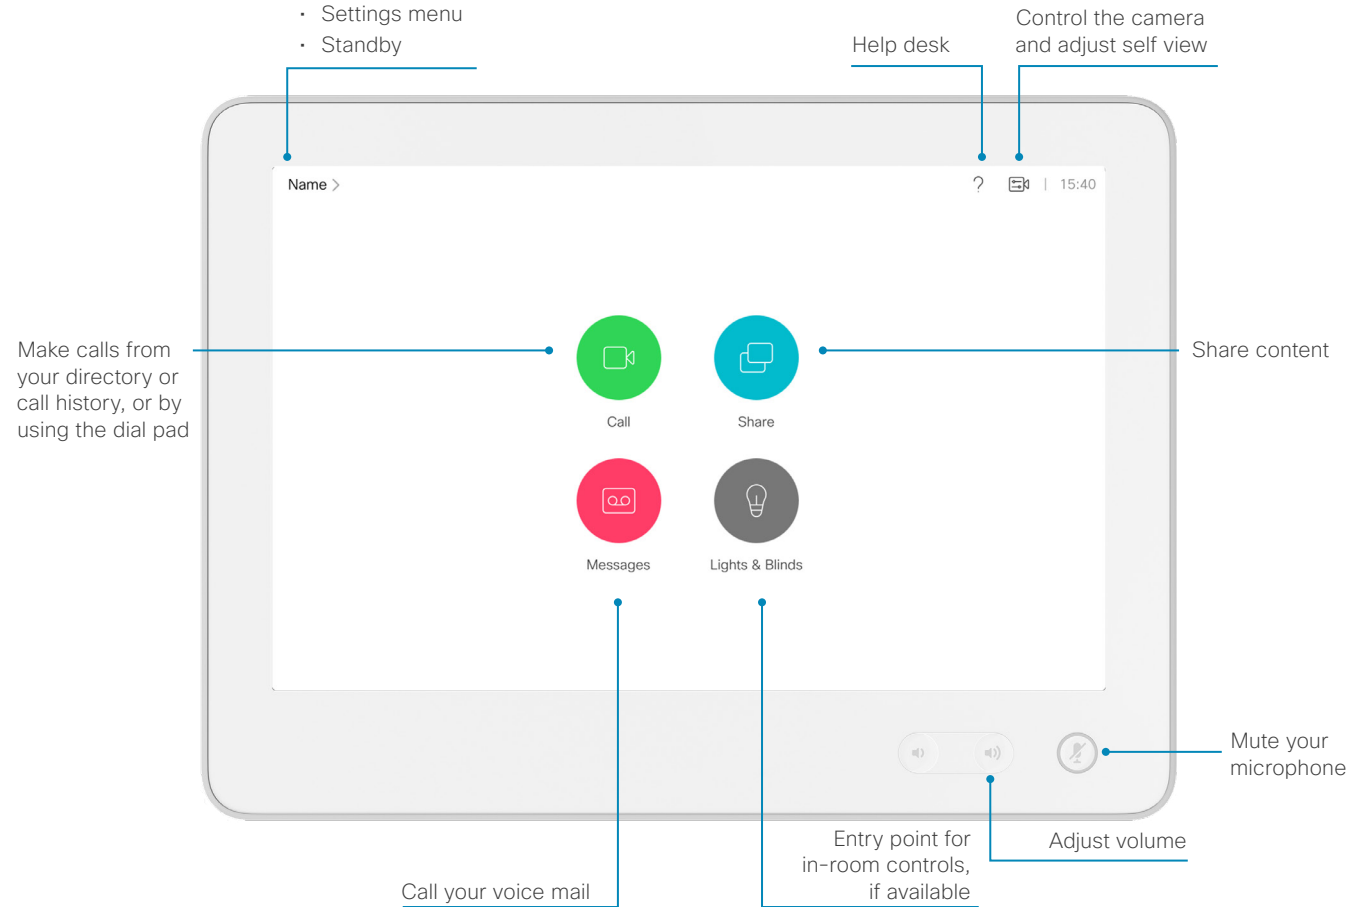 · Settings menu
· Standby
Help desk
Control the camera
and adjust self view
Name >
?
15:40
Make calls from
your directory or
call history, or by
using the dial pad
Share content
Call
Share
Messages
Lights & Blinds
Mute your
microphone
Adjust volume
Entry point for
in-room controls,
if available
Call your voice mail